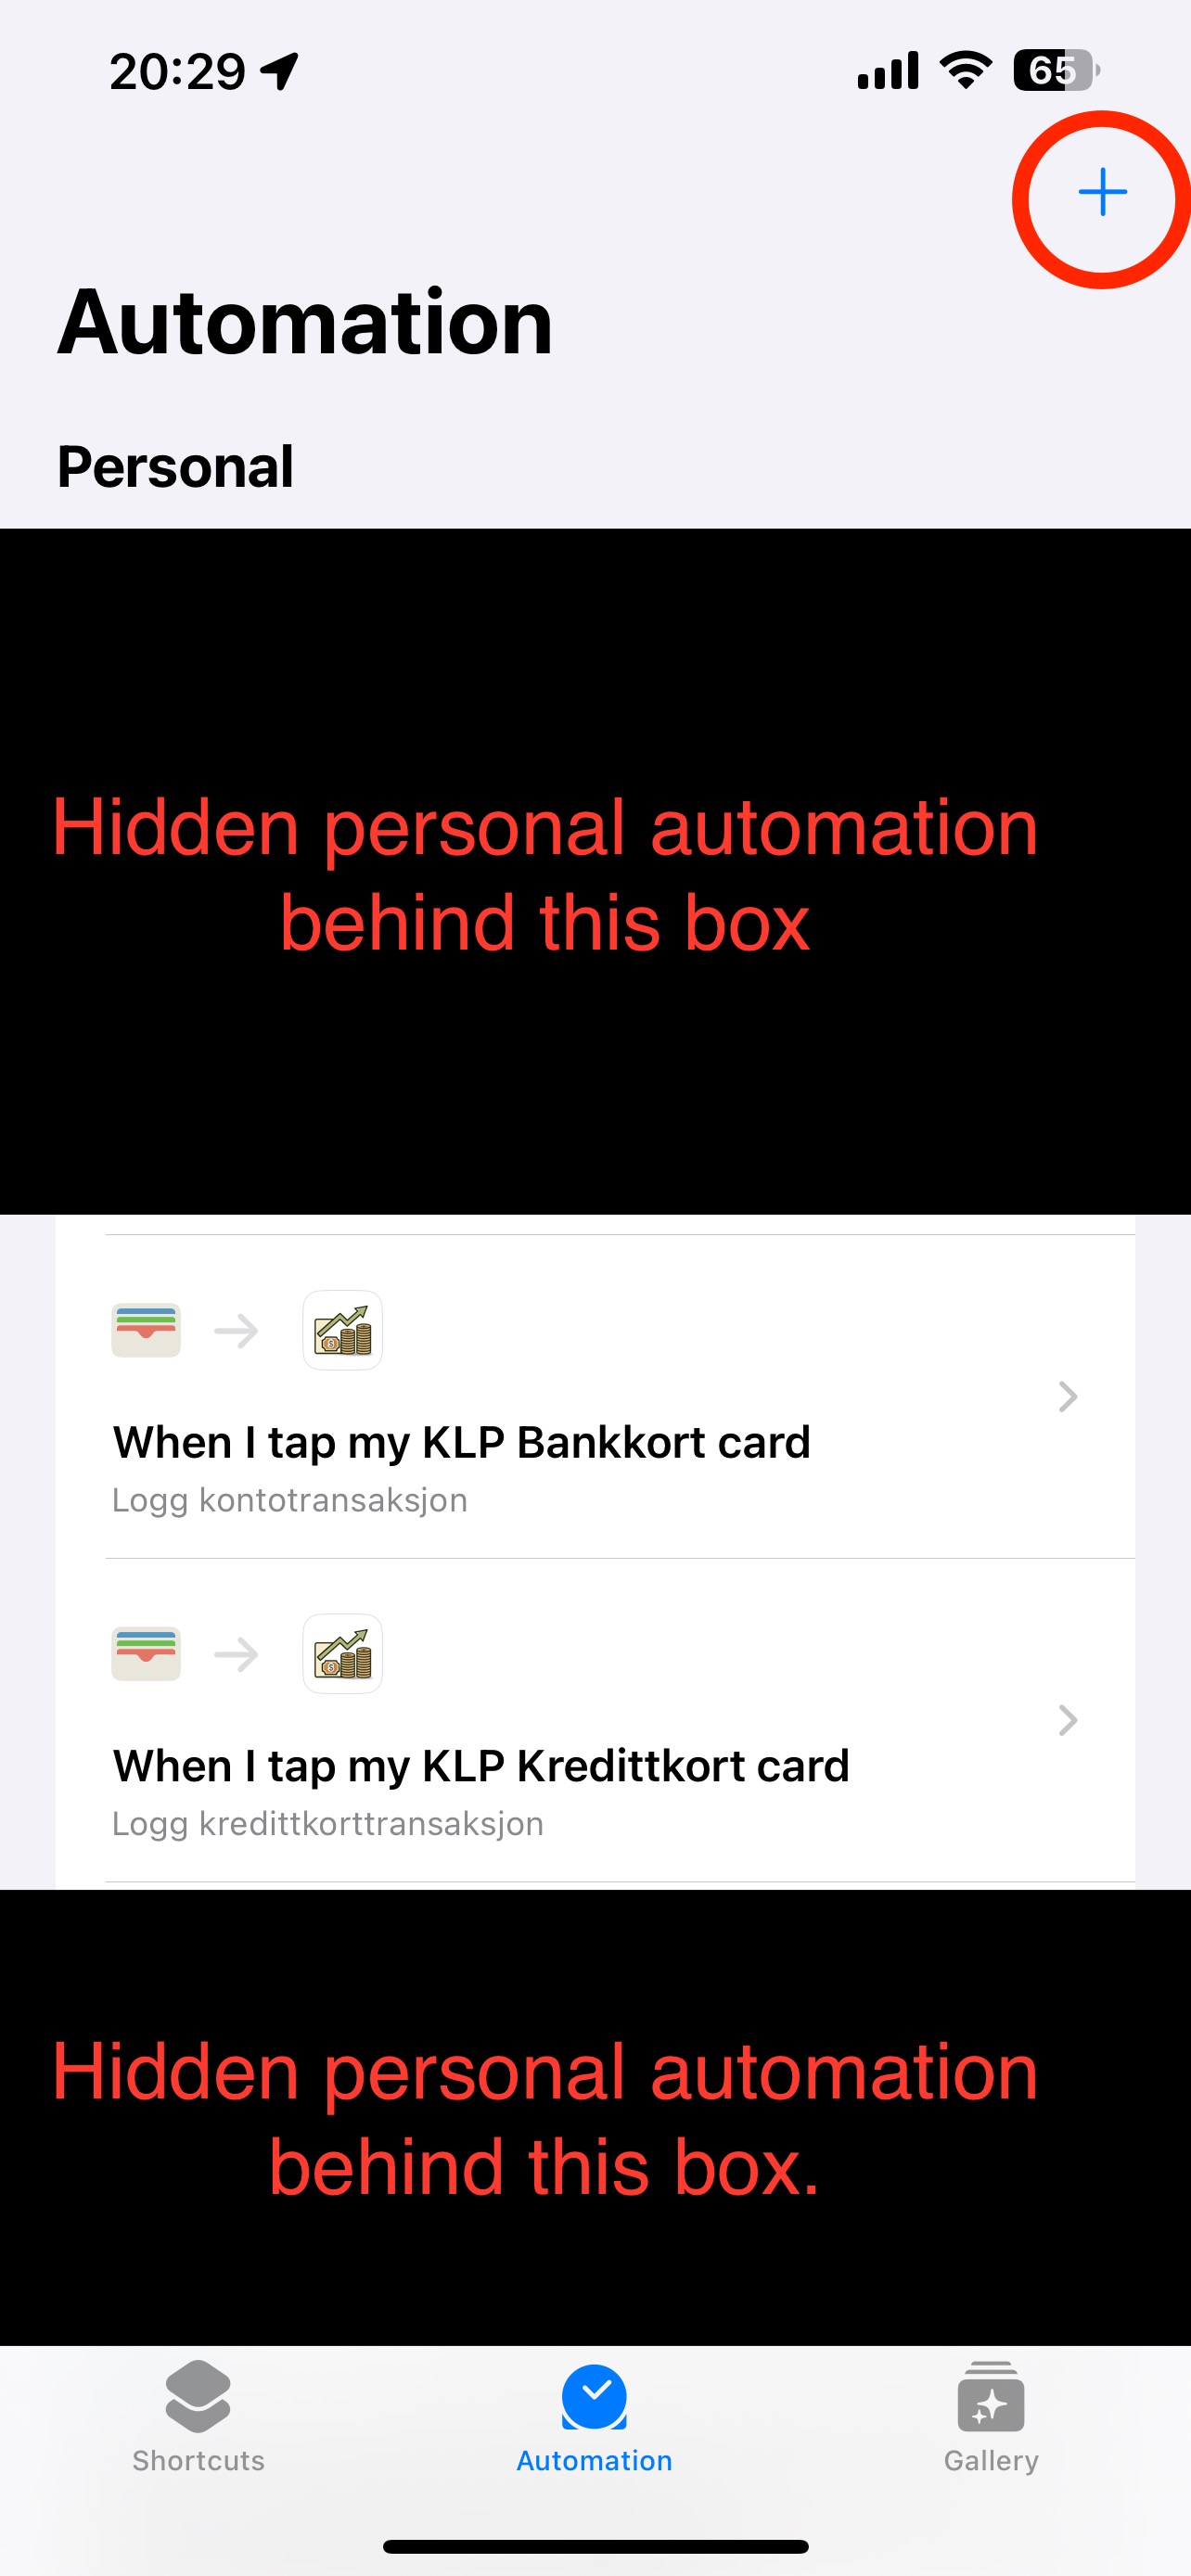 20:29
65
Automation
Personal
Hidden personal automation
behind this box
When I tap my KLP Bankkort card
Logg kontotransaksjon
When I tap my KLP Kredittkort card
Logg kredittkorttransaksjon
Hidden personal automation
behind this box.
Shortcuts
Automation
Gallery